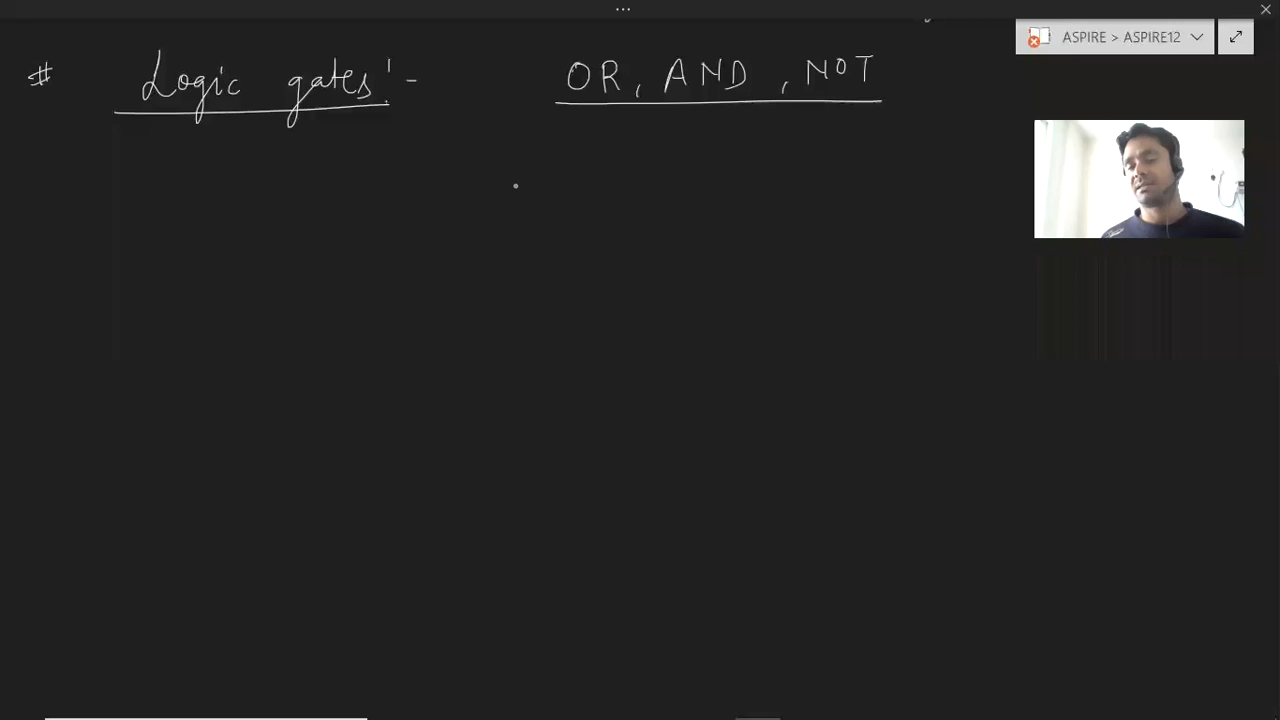 ASPIRE > ASPIRE12
# Logic gates :- OR, AND, NOT